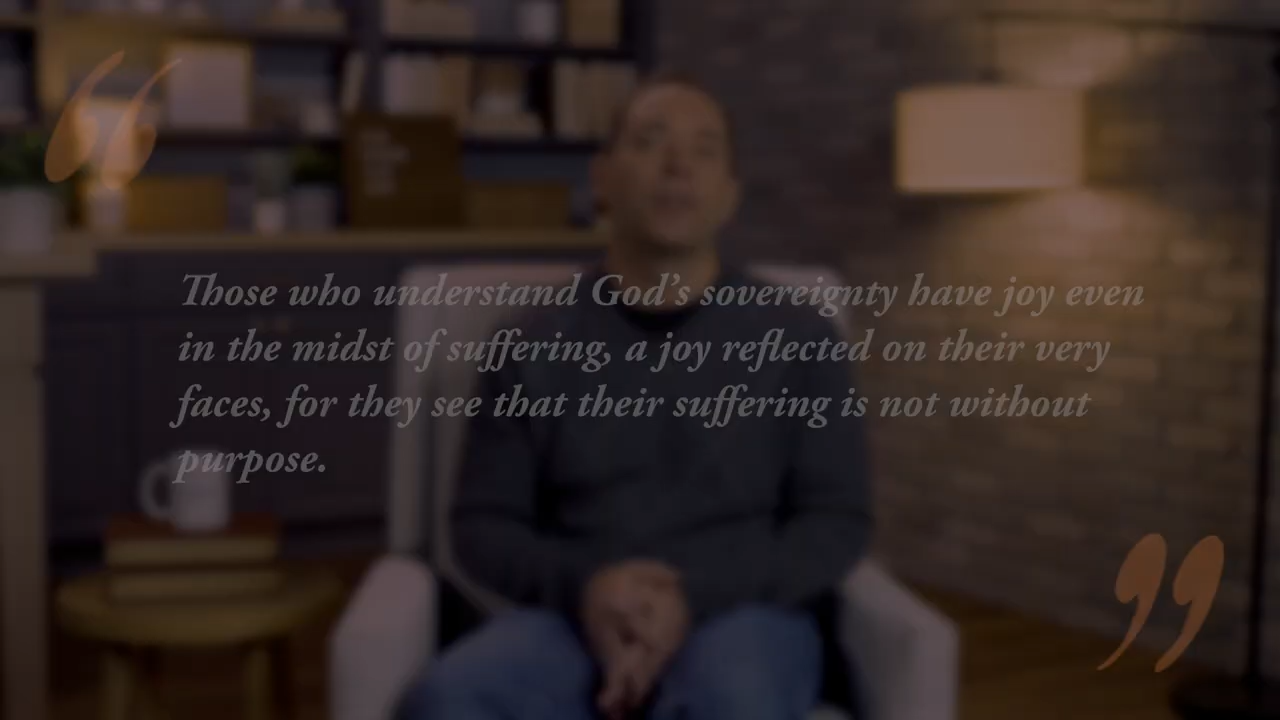 “
Those who understand God’s sovereignty have joy even
in the midst of suffering, a joy reflected on their very
faces, for they see that their suffering is not without
purpose.
”